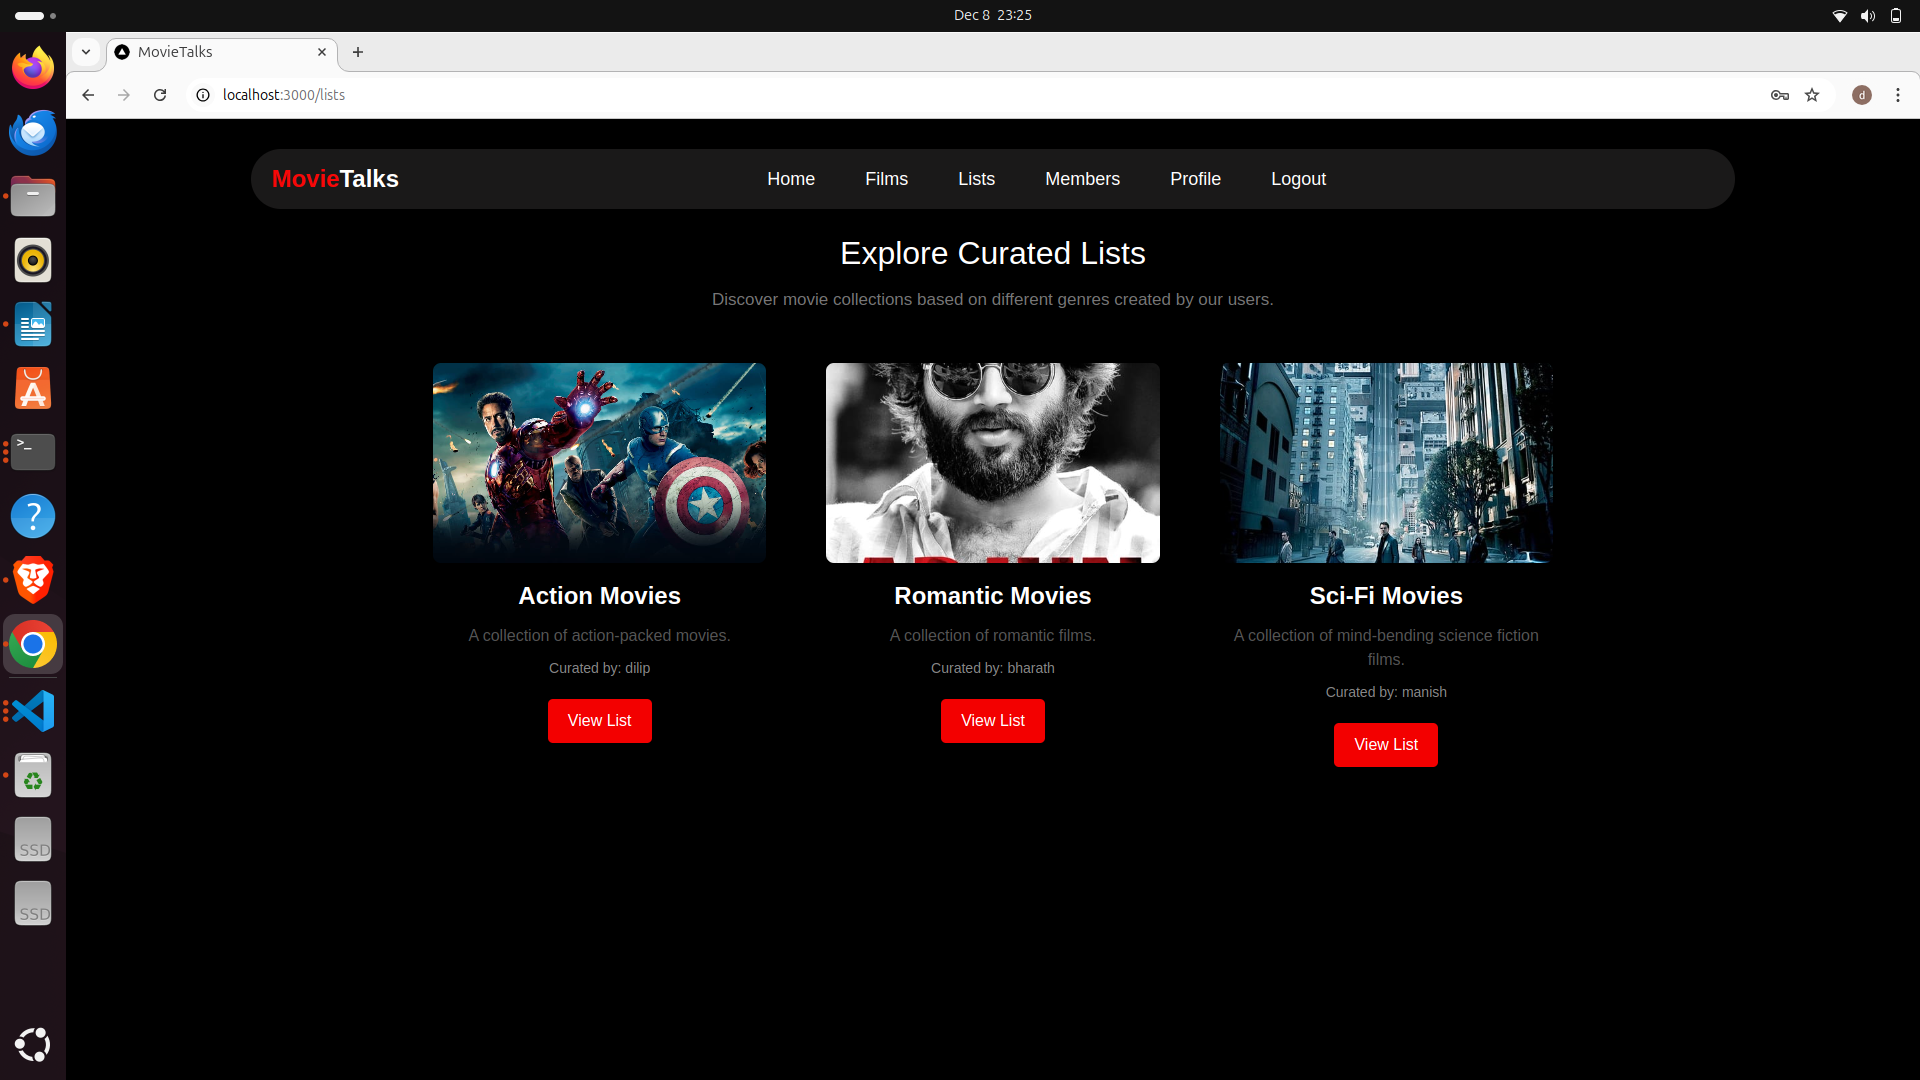 Dec 8 23:25
MovieTalks
localhost:3000/lists
d
MovieTalks Home Films Lists Members Profile Logout
Explore Curated Lists
Discover movie collections based on different genres created by our users.
Action Movies
A collection of action-packed movies.
Curated by: dilip
View List
Romantic Movies
A collection of romantic films.
Curated by: bharath
View List
Sci-Fi Movies
A collection of mind-bending science fiction
films.
Curated by: manish
View List
SSD
SSD